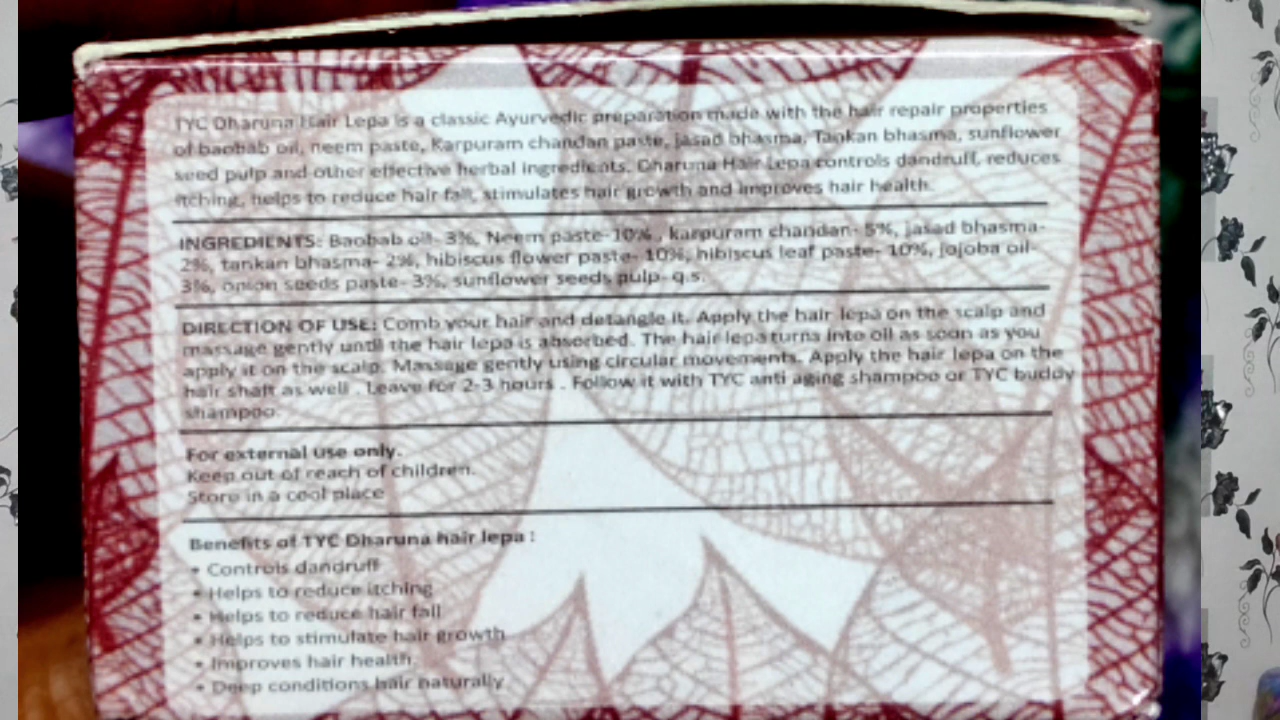 TYC Dharuna Hair Lepa is a classic Ayurvedic preparation made with the hair repair properties
of baobab oil, neem paste, Karpuram chandan paste, jasad bhasma, Tankan bhasma, sunflower
seed pulp and other effective herbal ingredients. Dharuna Hair Lepa controls dandruff, reduces
itching, helps to reduce hair fall, stimulates hair growth and improves hair health.
INGREDIENTS: Baobab oil- 3%, Neem paste-10% , karpuram chandan- 5%, jasad bhasma-
2%, tankan bhasma- 2%, hibiscus flower paste- 10%, hibiscus leaf paste- 10%, jojoba oil-
3%, onion seeds paste- 3%, sunflower seeds pulp- q.s.
DIRECTION OF USE: Comb your hair and detangle it. Apply the hair lepa on the scalp and
massage gently until the hair lepa is absorbed. The hair lepa turns into oil as soon as you
apply it on the scalp. Massage gently using circular movements. Apply the hair lepa on the
hair shaft as well . Leave for 2-3 hours . Follow it with TYC anti aging shampoo or TYC buddy
shampoo.
For external use only.
Keep out of reach of children.
Store in a cool place
Benefits of TYC Dharuna hair lepa :
• Controls dandruff
• Helps to reduce itching
• Helps to reduce hair fall
• Helps to stimulate hair growth
• Improves hair health
• Deep conditions hair naturally